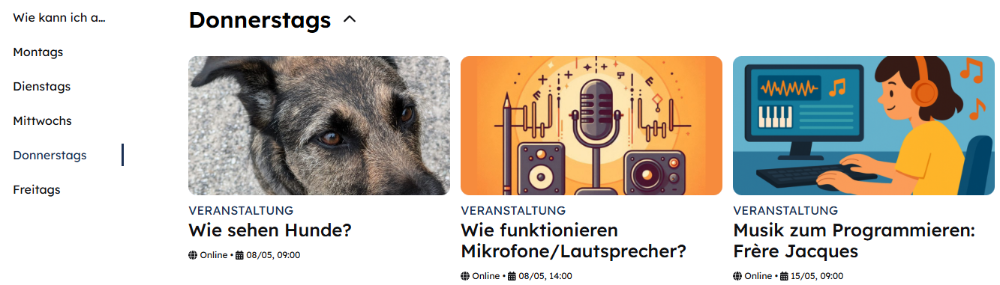 Wie kann ich a...
Montags
Dienstags
Mittwochs
Donnerstags
Freitags
Donnerstags
VERANSTALTUNG
Wie sehen Hunde?
Online • 08/05, 09:00
VERANSTALTUNG
Wie funktionieren
Mikrofone/Lautsprecher?
Online • 08/05, 14:00
VERANSTALTUNG
Musik zum Programmieren:
Frère Jacques
Online • 15/05, 09:00